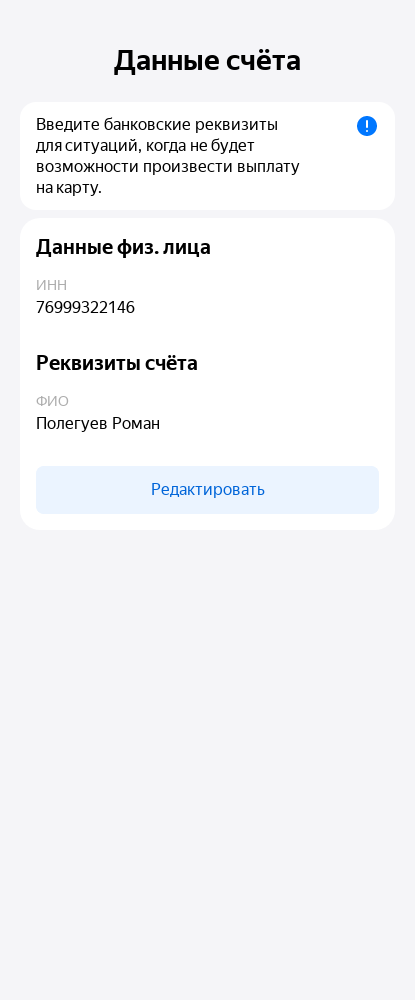 Данные счёта
Введите банковские реквизиты
для ситуаций, когда не будет
возможности произвести выплату
на карту.
Данные физ. лица
ИНН
76999322146
Реквизиты счёта
ФИО
Полегуев Роман
Редактировать